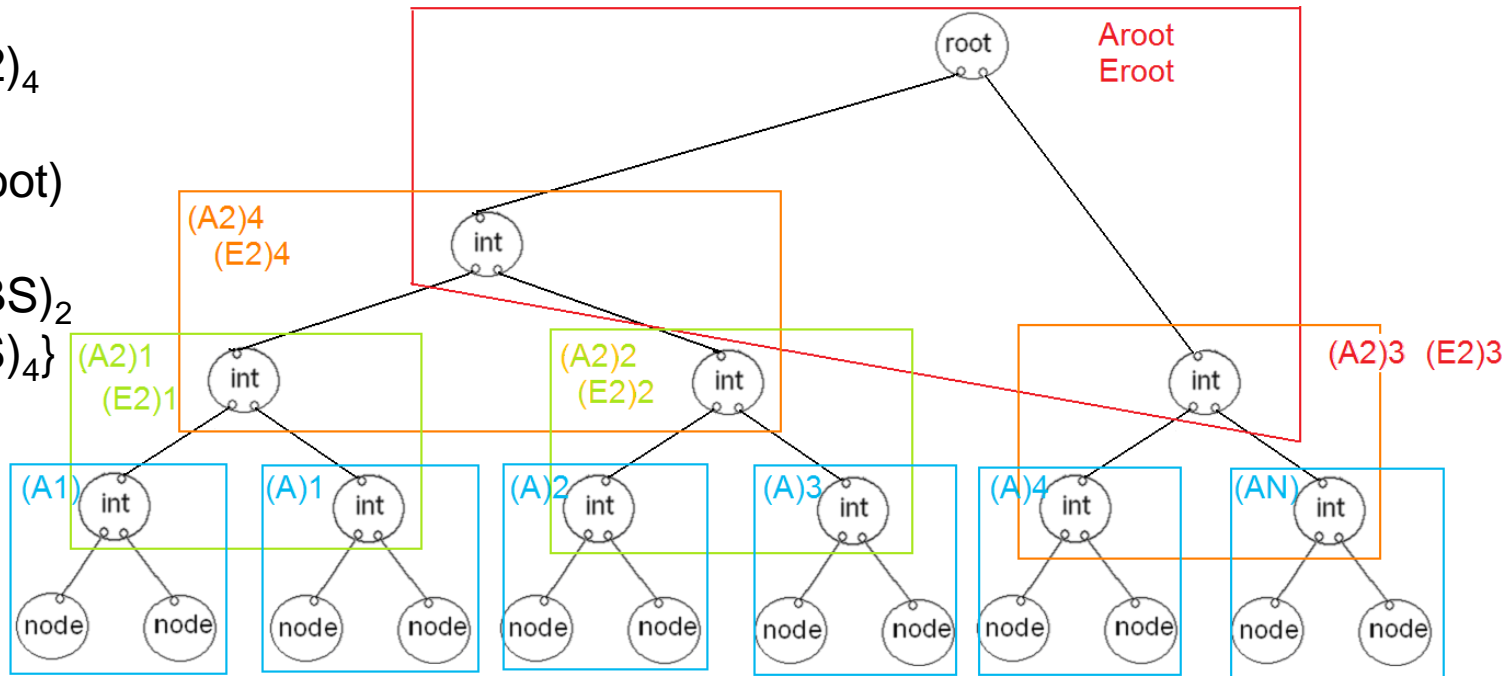 2)₄
oot)
BS)₂
S)₄}
root
Aroot
Eroot
(A2)4
(E2)4
int
(A2)1
(E2)1
int
(A2)2
(E2)2
int
int
(A2)3 (E2)3
(A1)
int
(A)1
int
(A)2
int
(A)3
int
(A)4
int
(AN)
int
node node node node node node node node node node node node